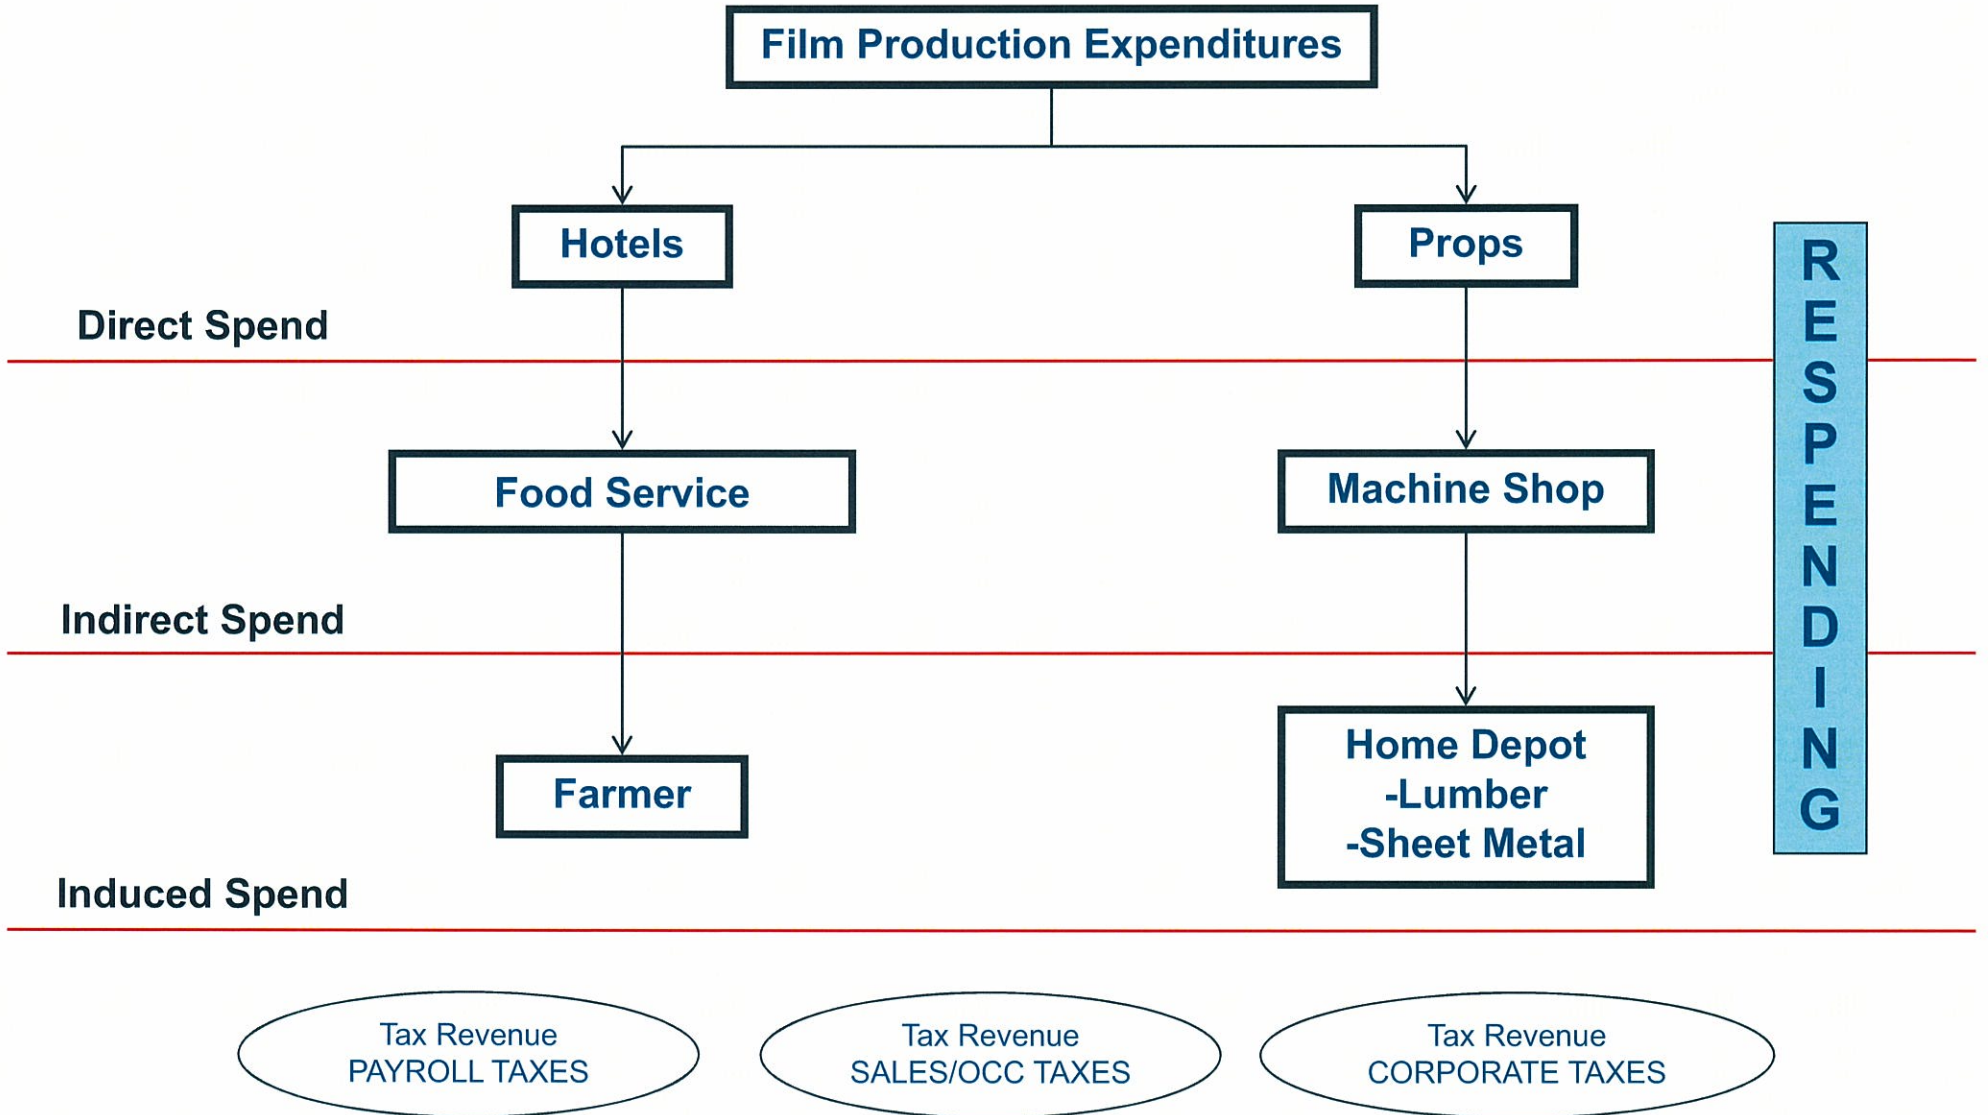 Film Production Expenditures
Hotels
Props
Direct Spend
Food Service
Machine Shop
Indirect Spend
Home Depot
-Lumber
-Sheet Metal
Farmer
Induced Spend
RESPENDING
Tax Revenue
PAYROLL TAXES
Tax Revenue
SALES/OCC TAXES
Tax Revenue
CORPORATE TAXES